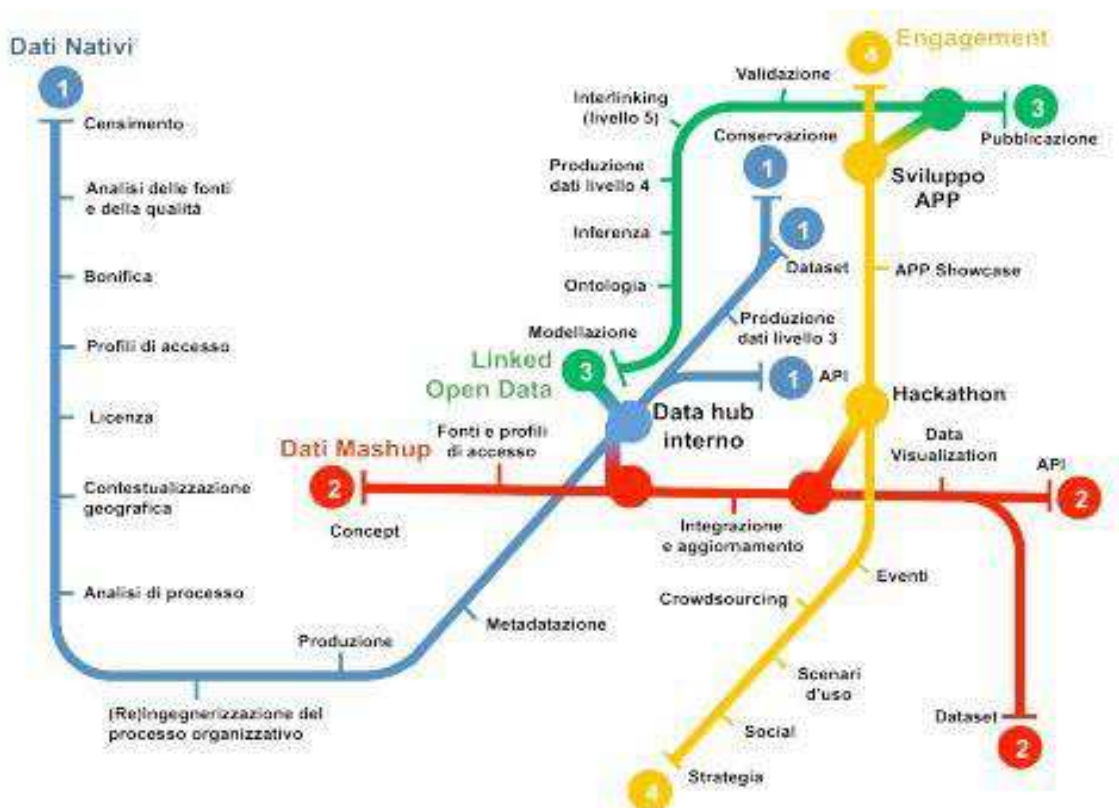 Dati Nativi
1
Censimento
Analisi delle fonti
e della qualità
Bonifica
Profili di accesso
Licenza
Contestualizzazione
geografica
Analisi di processo
(Re)Ingegnerizzazione del
processo organizzativo
Produzione
Metadatazione
Data hub
interno
API
1
Produzione
dati livello 3
Dataset
1
Conservazione
1
Linked
Open Data
3
Modellazione
Ontologia
Inferenza
Produzione
dati livello 4
Interlinking
(livello 5)
Validazione
3
Pubblicazione
Dati Mashup
2
Concept
Fonti e profili
di accesso
Integrazione
e aggiornamento
Data
Visualization
API
2
Dataset
2
Engagement
4
Sviluppo
APP
APP Showcase
Hackathon
Eventi
Crowdsourcing
Scenari
d'uso
Social
Strategia
4